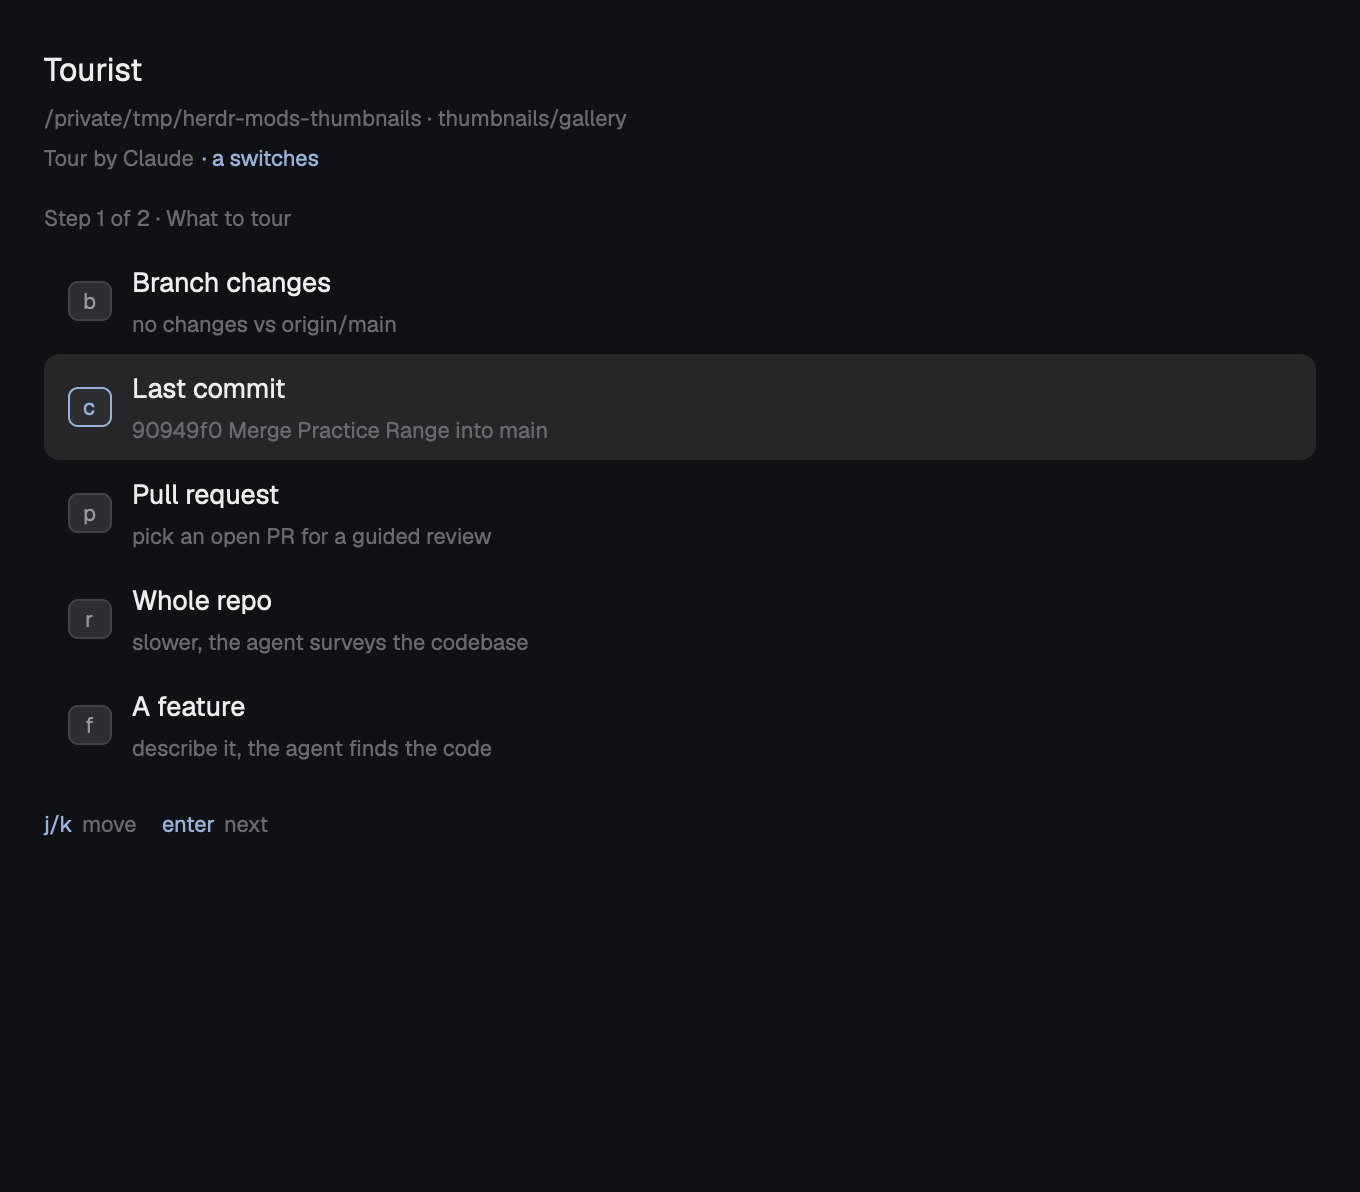 Tourist
/private/tmp/herdr-mods-thumbnails · thumbnails/gallery
Tour by Claude · a switches
Step 1 of 2 · What to tour
b
Branch changes
no changes vs origin/main
c
Last commit
90949f0 Merge Practice Range into main
p
Pull request
pick an open PR for a guided review
r
Whole repo
slower, the agent surveys the codebase
f
A feature
describe it, the agent finds the code
j/k move enter next